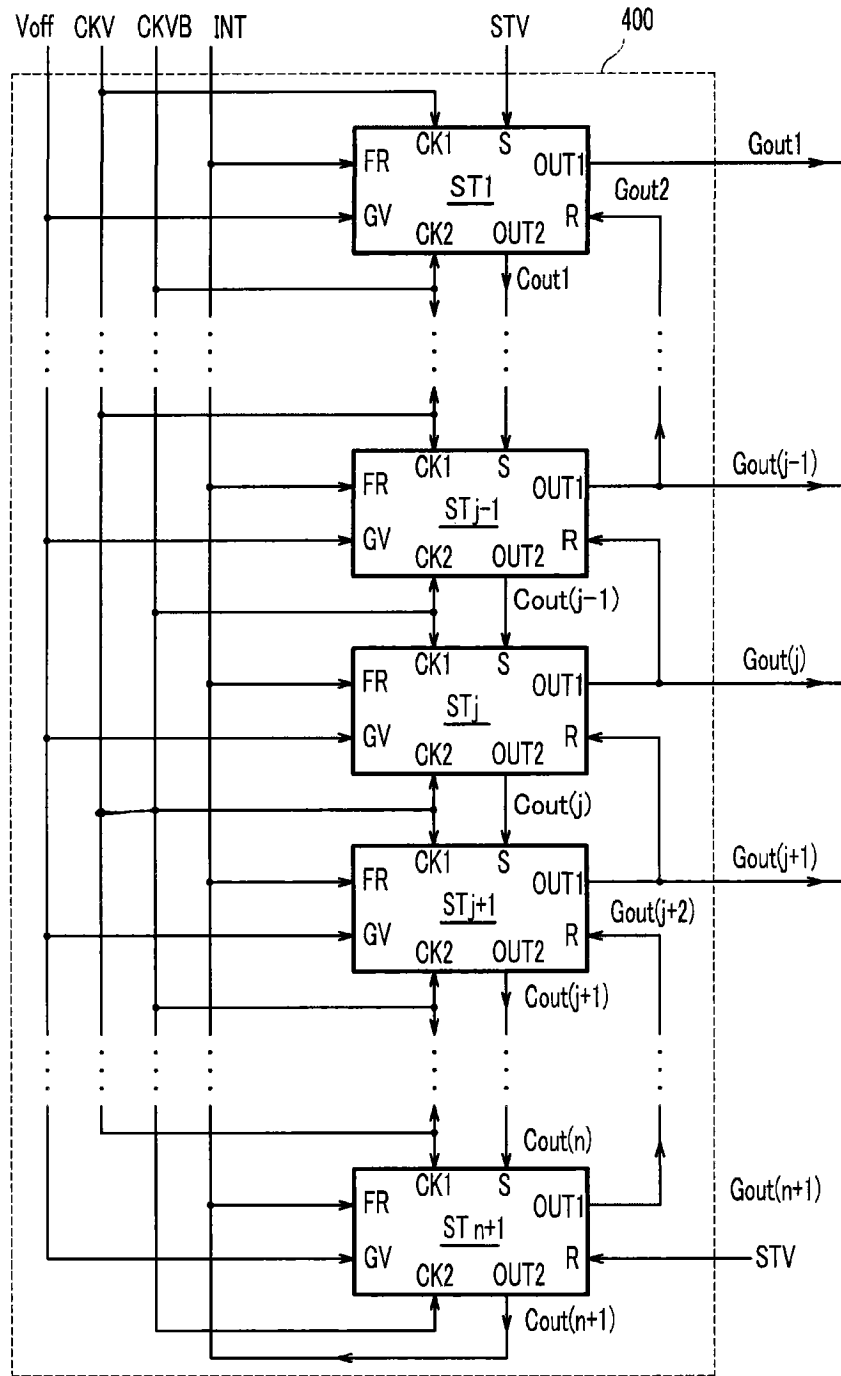 Voff CKV CKVB INT STV 400
CK1 S
FR OUT1 Gout1
ST1
Gout2
GV R
CK2 OUT2
Cout1
CK1 S
Gout(j-1)
FR OUT1
STj-1
GV R
CK2 OUT2
Cout(j-1)
CK1 S
Gout(j)
FR OUT1
STj
GV R
CK2 OUT2
Cout(j)
CK1 S
Gout(j+1)
FR OUT1
STj+1
Gout(j+2)
GV R
CK2 OUT2
Cout(j+1)
Cout(n)
CK1 S
Gout(n+1)
FR OUT1
STn+1
GV R STV
CK2 OUT2
Cout(n+1)